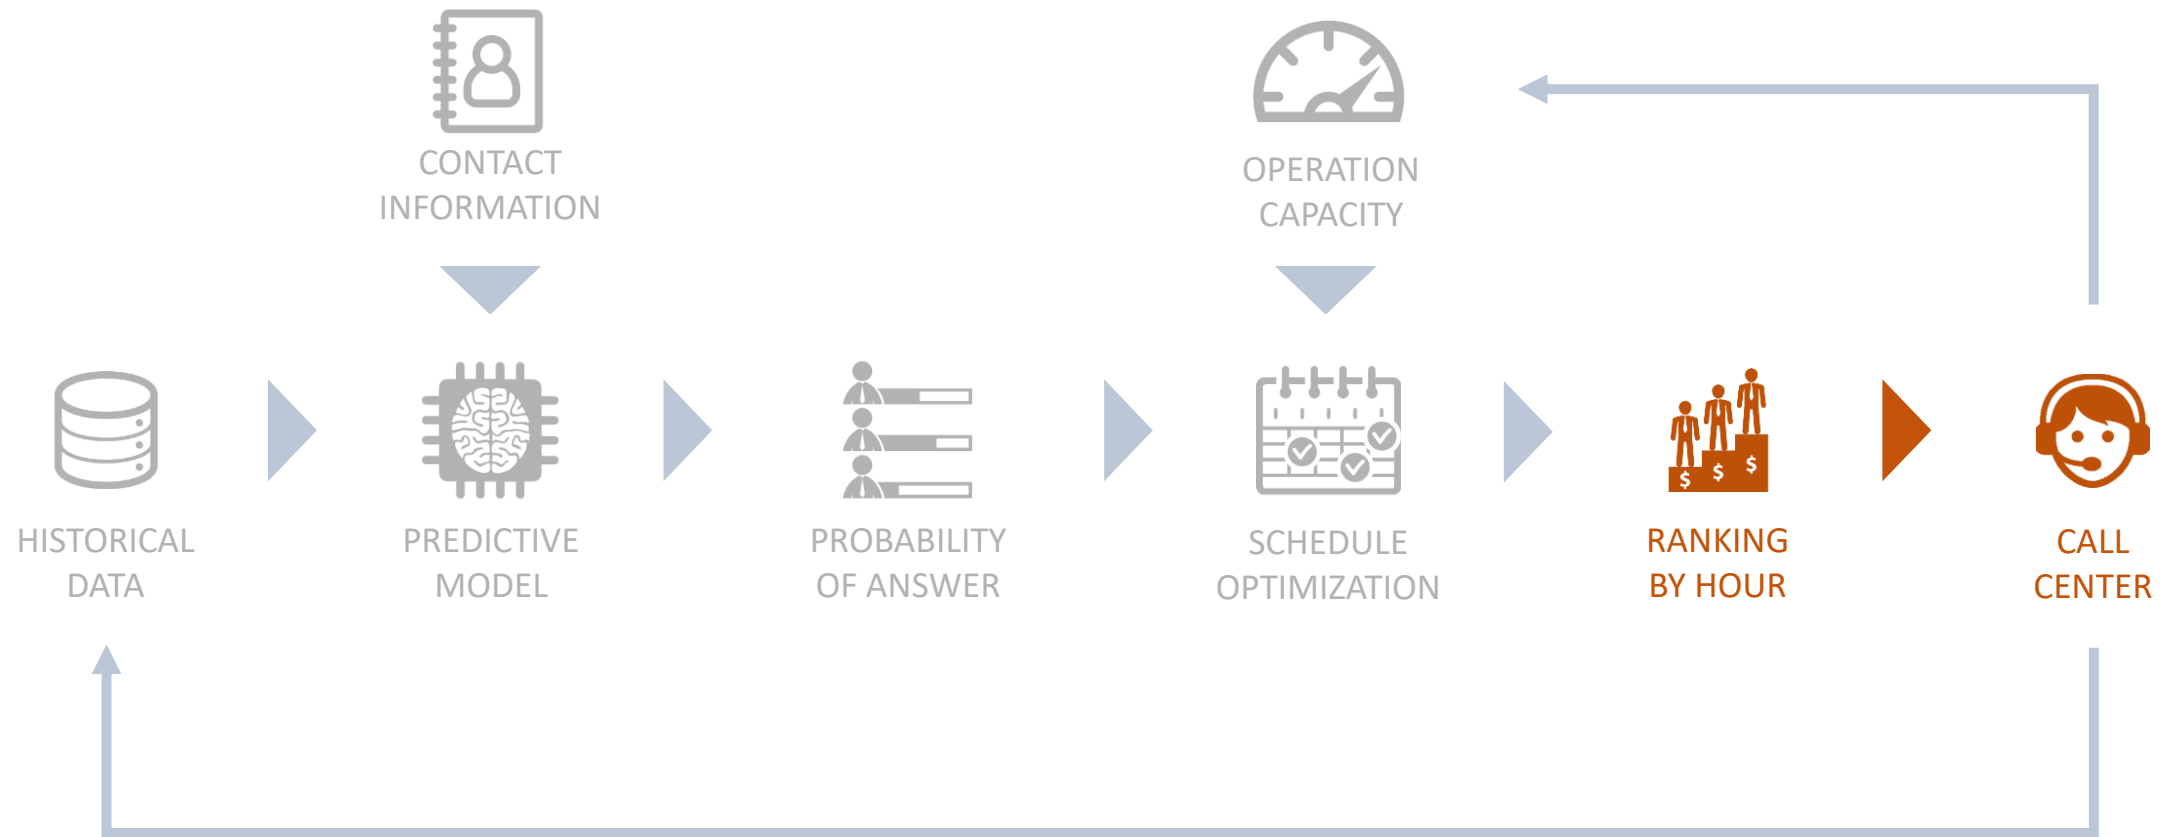 CONTACT
INFORMATION
OPERATION
CAPACITY
HISTORICAL
DATA
PREDICTIVE
MODEL
PROBABILITY
OF ANSWER
SCHEDULE
OPTIMIZATION
$ $ $
RANKING
BY HOUR
CALL
CENTER